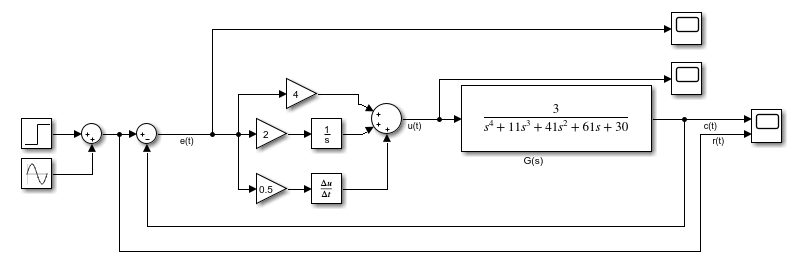 4
2
1
s
0.5
Δu
Δt
e(t)
u(t)
3
s⁴ + 11s³ + 41s² + 61s + 30
G(s)
c(t)
r(t)